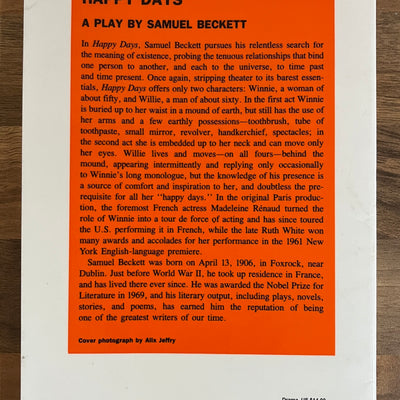 HAPPY DAYS
A PLAY BY SAMUEL BECKETT
In Happy Days, Samuel Beckett pursues his relentless search for
the meaning of existence, probing the tenuous relationships that bind
one person to another, and each to the universe, to time past
and time present. Once again, stripping theater to its barest essen-
tials, Happy Days offers only two characters: Winnie, a woman of
about fifty, and Willie, a man of about sixty. In the first act Winnie
is buried up to her waist in a mound of earth, but still has the use of
her arms and a few earthly possessions—toothbrush, tube of
toothpaste, small mirror, revolver, handkerchief, spectacles; in
the second act she is embedded up to her neck and can move only
her eyes. Willie lives and moves—on all fours—behind the
mound, appearing intermittently and replying only occasionally
to Winnie's long monologue, but the knowledge of his presence is
a source of comfort and inspiration to her, and doubtless the pre-
requisite for all her "happy days." In the original Paris produc-
tion, the foremost French actress Madeleine Rénaud turned the
role of Winnie into a tour de force of acting and has since toured
the U.S. performing it in French, while the late Ruth White won
many awards and accolades for her performance in the 1961 New
York English-language premiere.
Samuel Beckett was born on April 13, 1906, in Foxrock, near
Dublin. Just before World War II, he took up residence in France,
and has lived there ever since. He was awarded the Nobel Prize for
Literature in 1969, and his literary output, including plays, novels,
stories, and poems, has earned him the reputation of being
one of the greatest writers of our time.
Cover photograph by Alix Jeffry
Drama US $14.00